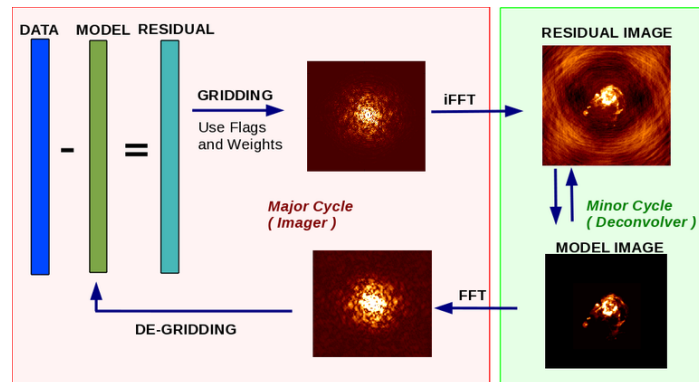 DATA
MODEL
RESIDUAL
-
=
GRIDDING
Use Flags
and Weights
iFFT
RESIDUAL IMAGE
Major Cycle
( Imager )
Minor Cycle
( Deconvolver )
MODEL IMAGE
FFT
DE-GRIDDING